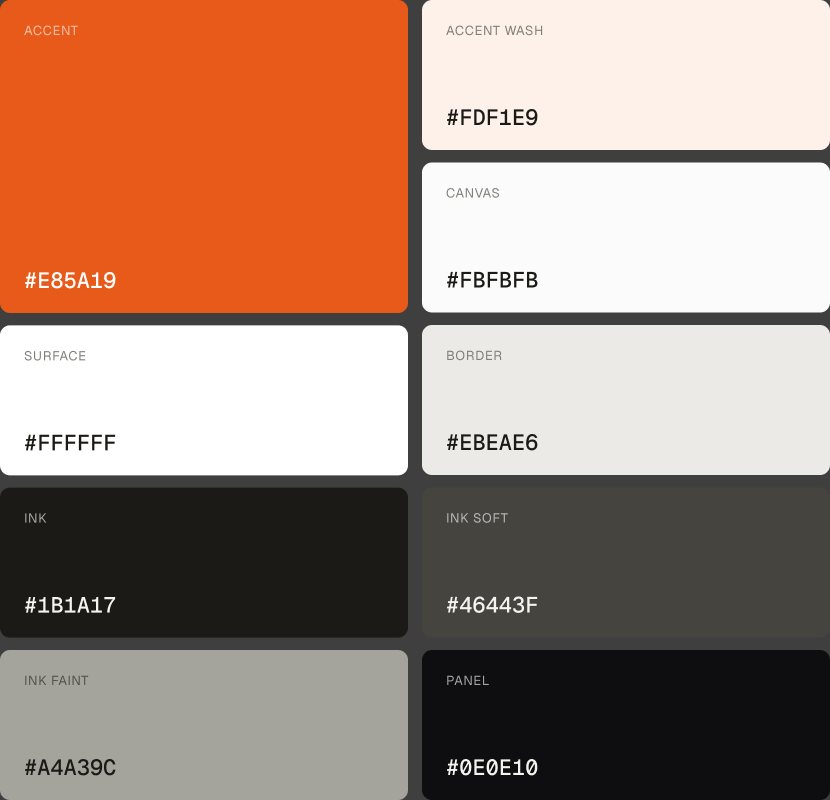 ACCENT
#E85A19
ACCENT WASH
#FDF1E9
CANVAS
#FBFBFB
SURFACE
#FFFFFF
BORDER
#EBEAE6
INK
#1B1A17
INK SOFT
#46443F
INK FAINT
#A4A39C
PANEL
#0E0E10